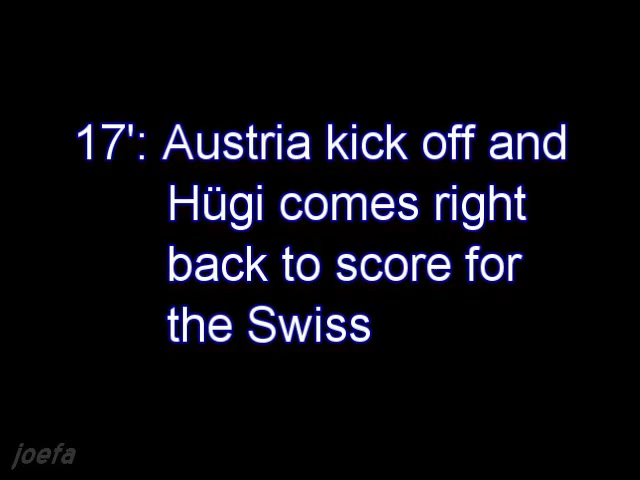 17': Austria kick off and
Hügi comes right
back to score for
the Swiss
joefa